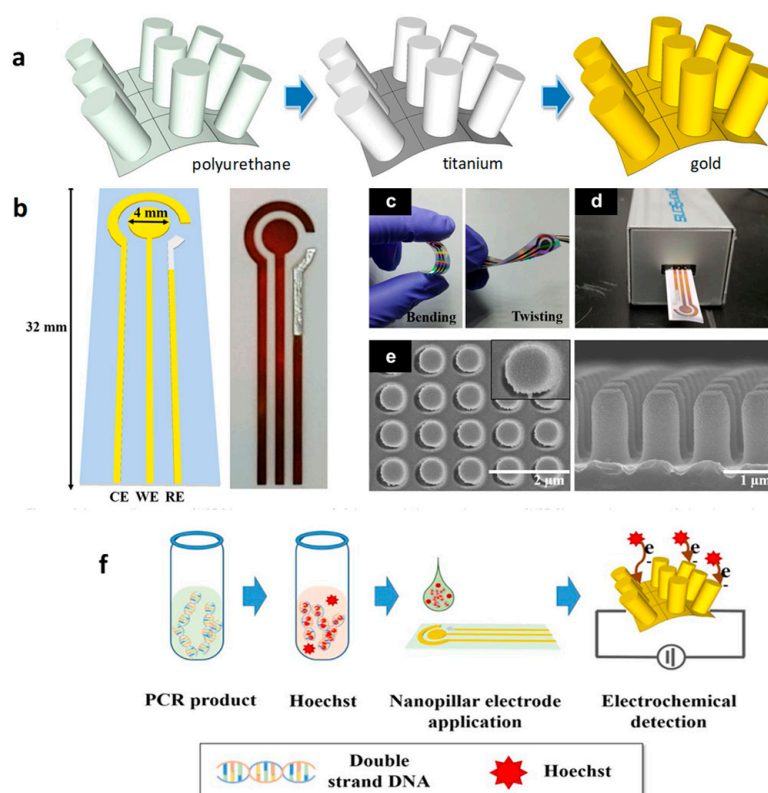 a
polyurethane
titanium
gold
b
4 mm
32 mm
CE WE RE
c
Bending
Twisting
d
e
2 μm
1 μm
f
e-
e-
e-
PCR product
Hoechst
Nanopillar electrode
application
Electrochemical
detection
Double
strand DNA
Hoechst